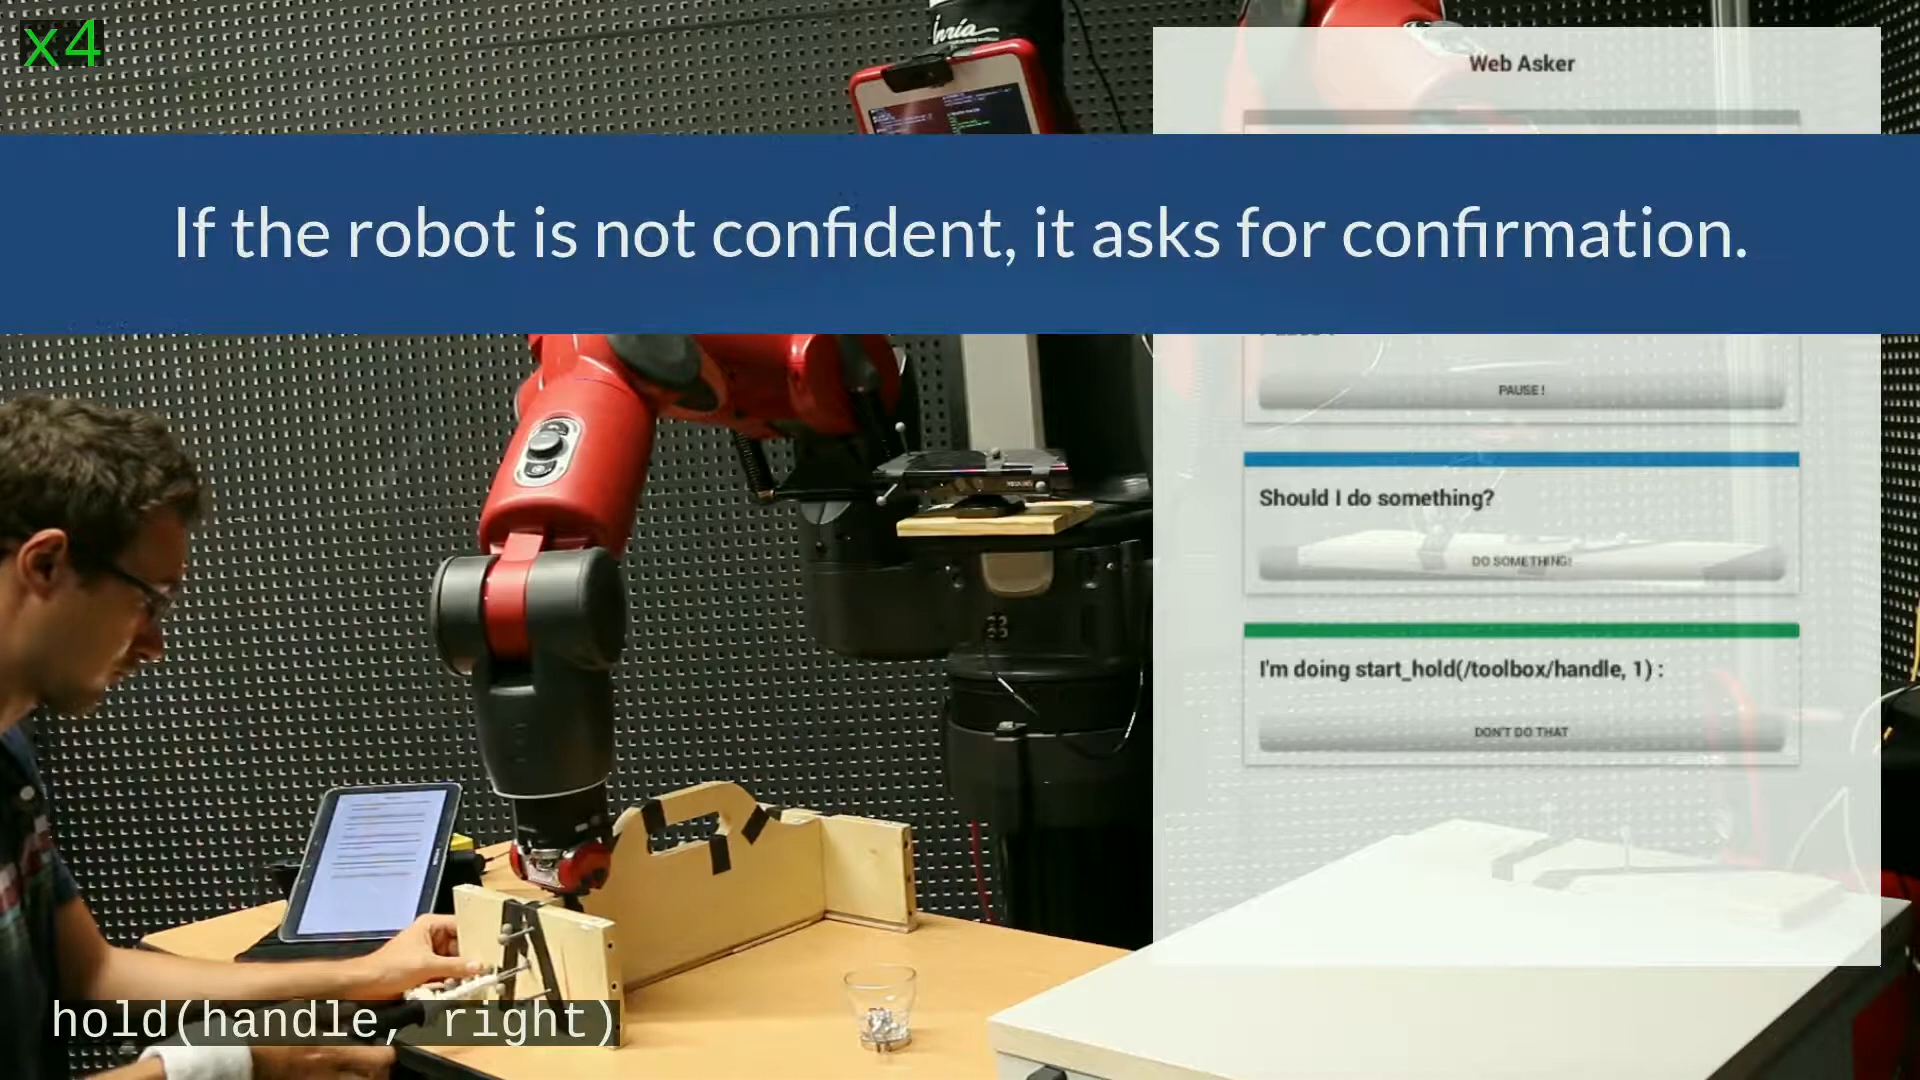 x4
Inria
Web Asker
If the robot is not confident, it asks for confirmation.
PAUSE!
Should I do something?
DO SOMETHING!
I'm doing start_hold(/toolbox/handle, 1) :
DON'T DO THAT
hold(handle, right)